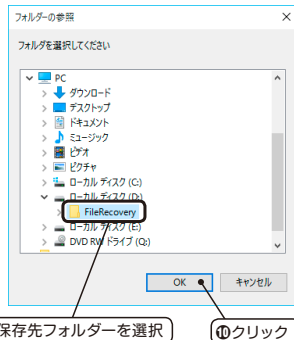 フォルダーの参照
フォルダを選択してください
PC
ダウンロード
デスクトップ
ドキュメント
ミュージック
ビデオ
ピクチャ
ローカル ディスク (C:)
ローカル ディスク (D:)
FileRecovery
ローカル ディスク (E:)
DVD RW ドライブ (Q:)
OK
キャンセル
保存先フォルダーを選択
⑩クリック